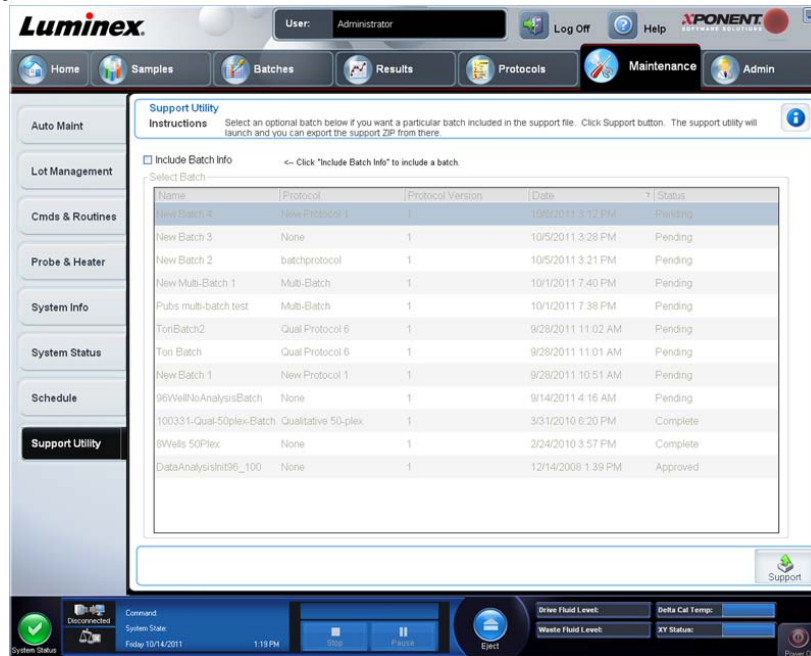 Luminex.
User:
Administrator
Log Off
Help
XPONENT.
SOFTWARE SOLUTIONS
Home
Samples
Batches
Results
Protocols
Maintenance
Admin
Auto Maint
Lot Management
Cmds & Routines
Probe & Heater
System Info
System Status
Schedule
Support Utility
Support Utility
Instructions Select an optional batch below if you want a particular batch included in the support file. Click Support button. The support utility will
launch and you can export the support ZIP from there.
Include Batch Info <-- Click "Include Batch Info" to include a batch.
Select Batch
Name Protocol Protocol Version Date Status
New Batch 4 New Protocol 1 1 10/6/2011 3:12 PM Pending
New Batch 3 None 1 10/5/2011 3:28 PM Pending
New Batch 2 batchprotocol 1 10/5/2011 3:21 PM Pending
New Multi-Batch 1 Multi-Batch 1 10/1/2011 7:40 PM Pending
Pubs multi-batch test Multi-Batch 1 10/1/2011 7:38 PM Pending
ToriBatch2 Qual Protocol 6 1 9/28/2011 11:02 AM Pending
Tori Batch Qual Protocol 6 1 9/28/2011 11:01 AM Pending
New Batch 1 New Protocol 1 1 9/28/2011 10:51 AM Pending
96WellNoAnalysisBatch None 1 9/14/2011 4:16 AM Pending
100331-Qual-50plex-Batch Qualitative 50-plex 1 3/31/2010 6:20 PM Complete
8Wells 50Plex None 1 2/24/2010 3:57 PM Complete
DataAnalysisInit96_100 None 1 12/14/2008 1:39 PM Approved
Support
System Status
Disconnected
Command:
System State:
Friday 10/14/2011 1:19 PM
Stop
Pause
Eject
Drive Fluid Level:
Waste Fluid Level:
Delta Cal Temp:
XY Status: